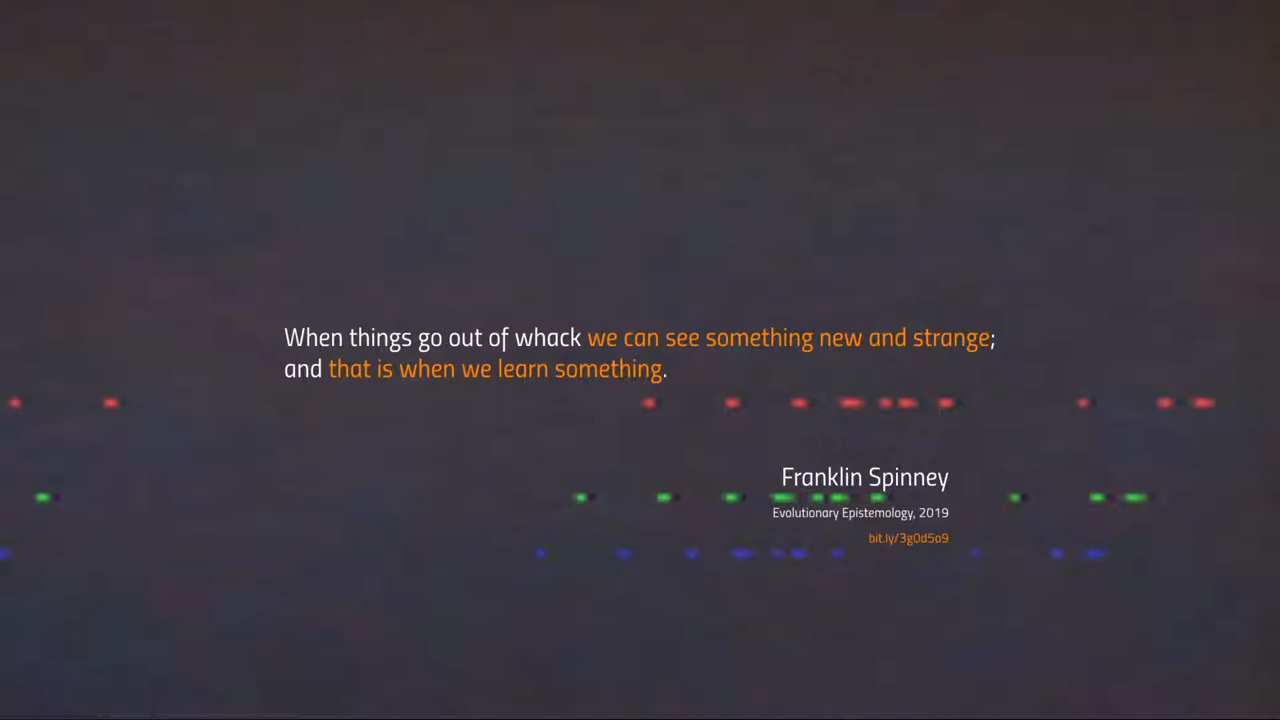 When things go out of whack we can see something new and strange;
and that is when we learn something.
Franklin Spinney
Evolutionary Epistemology, 2019
bit.ly/3g0d5o9